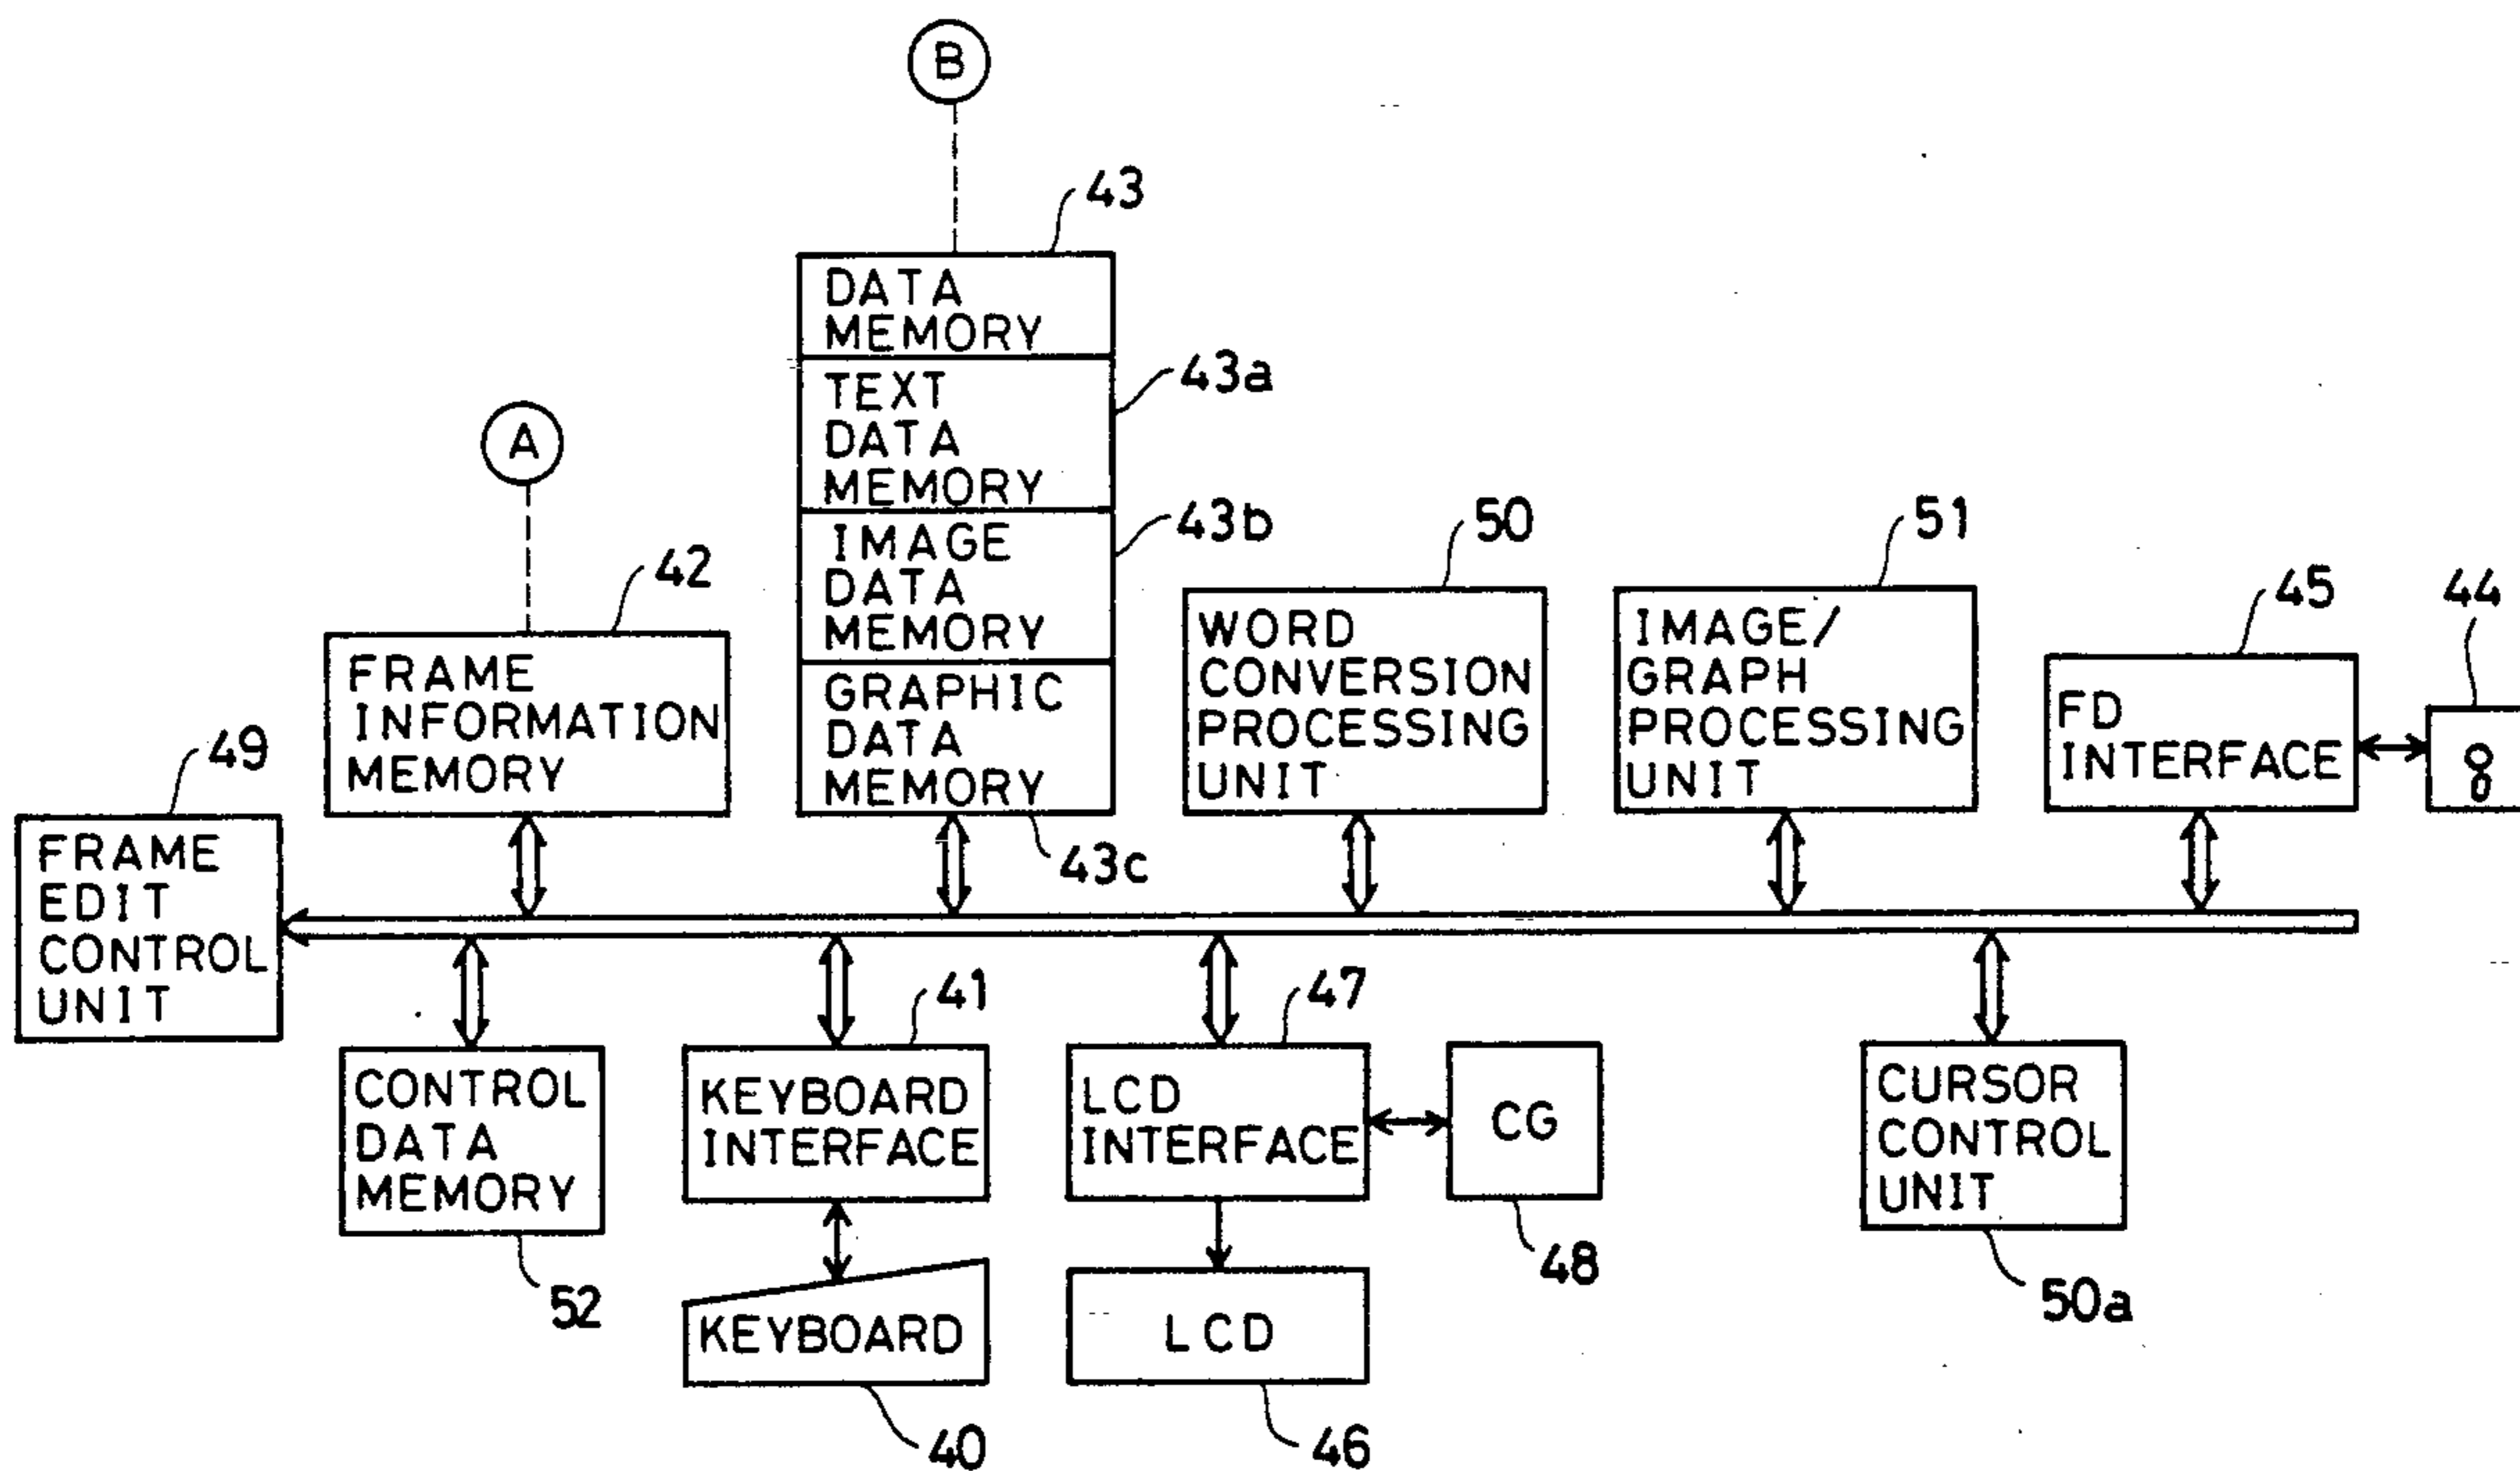 B
43
DATA
MEMORY
43a
TEXT
DATA
MEMORY
43b
IMAGE
DATA
MEMORY
GRAPHIC
DATA
MEMORY
43c
A
42
FRAME
INFORMATION
MEMORY
50
WORD
CONVERSION
PROCESSING
UNIT
51
IMAGE/
GRAPH
PROCESSING
UNIT
45
FD
INTERFACE
44
49
FRAME
EDIT
CONTROL
UNIT
CONTROL
DATA
MEMORY
52
41
KEYBOARD
INTERFACE
KEYBOARD
40
47
LCD
INTERFACE
CG
48
LCD
46
CURSOR
CONTROL
UNIT
50a